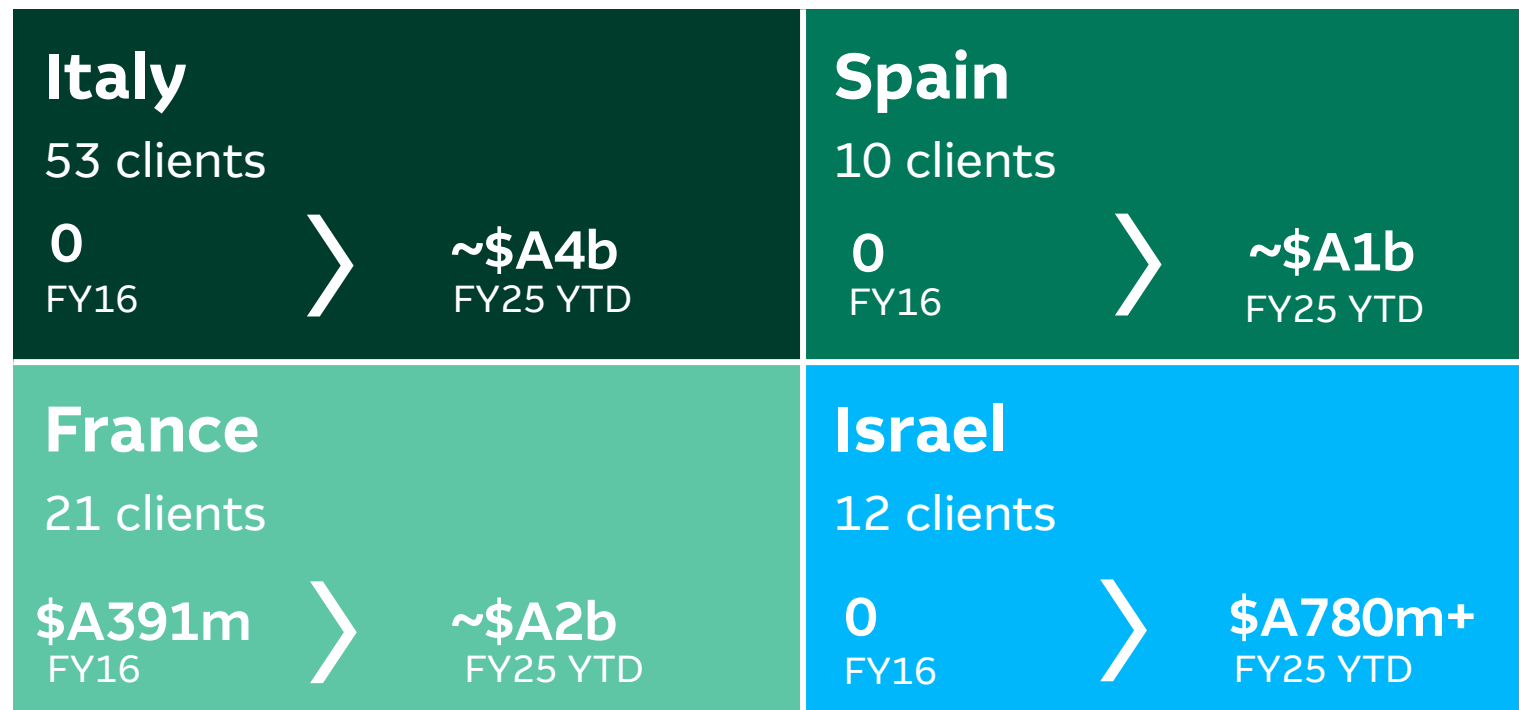 Italy
53 clients
0
FY16
~$A4b
FY25 YTD
Spain
10 clients
0
FY16
~$A1b
FY25 YTD
France
21 clients
$A391m
FY16
~$A2b
FY25 YTD
Israel
12 clients
0
FY16
$A780m+
FY25 YTD